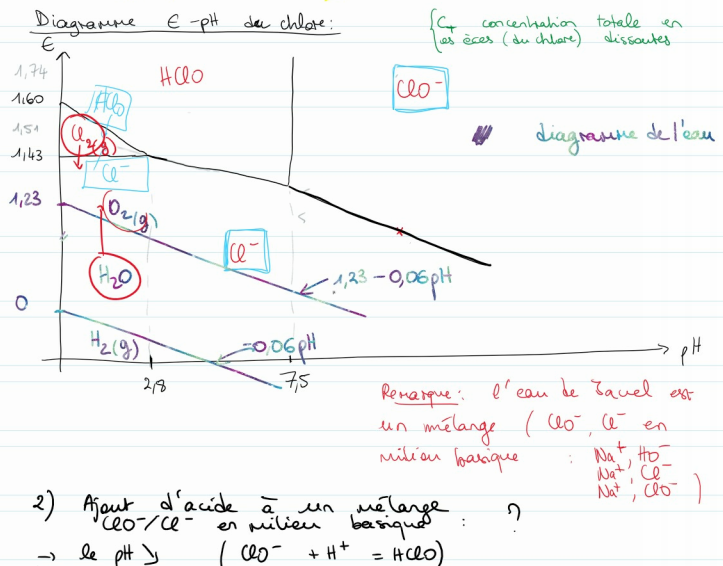 Diagramme E-pH du chlore:
{C_T concentration totale en
es èces (du chlore) dissoutes
E
1,74
HClO
ClO⁻
1,60
HClO
1,51
Cl₂(g)
diagramme de l'eau
1,43
Cl⁻
1,23
O₂(g)
Cl⁻
H₂O
1,23 - 0,06pH
0
H₂(g)
-0,06pH
pH
2,8
7,5
Remarque: l'eau de Javel est
un mélange (ClO⁻, Cl⁻ en
milieu basique : Na⁺, HO⁻
Na⁺, Cl⁻
Na⁺, ClO⁻ )
2) Ajout d'acide à un mélange
ClO⁻/Cl⁻ en milieu basique : ?
→ le pH ↘ (ClO⁻ + H⁺ = HClO)